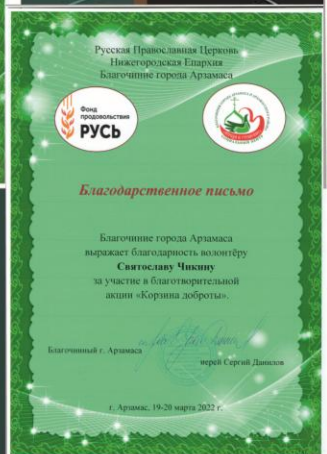 Русская Православная Церковь
Нижегородская Епархия
Благочиние города Арзамаса
Фонд
продовольствия
РУСЬ
Благодарственное письмо
Благочиние города Арзамаса
выражает благодарность волонтёру
Святославу Чикину
за участие в благотворительной
акции «Корзина доброты».
Благочинный г. Арзамаса
иерей Сергий Данилов
г. Арзамас, 19-20 марта 2022 г.